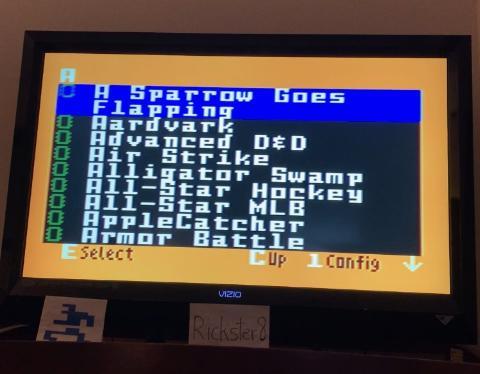 A
A Sparrow Goes
Flapping
Aardvark
Advanced D&D
Air Strike
Alligator Swamp
All-Star Hockey
All-Star MLB
AppleCatcher
Armor Battle
E Select C Up 1 Config
VIZIO
Rickster8